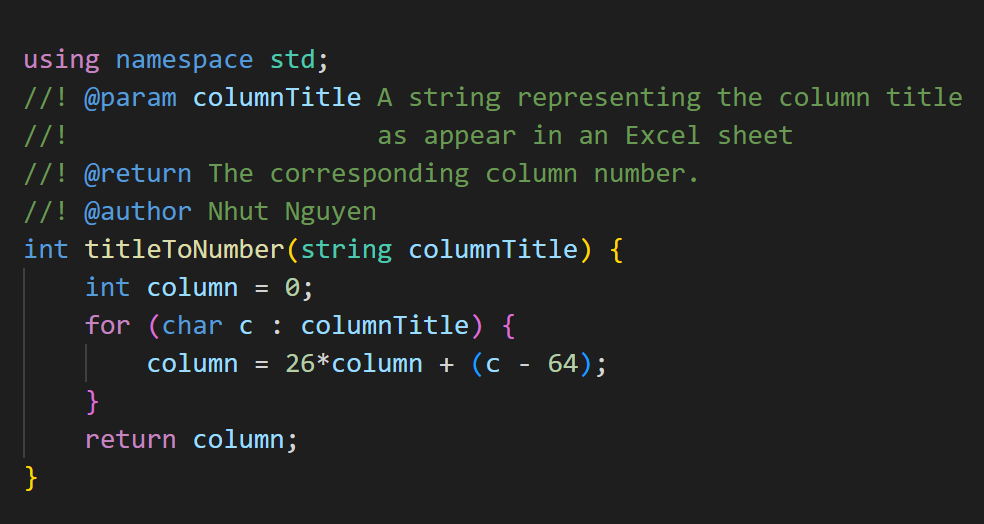 using namespace std;
//! @param columnTitle A string representing the column title
//!                    as appear in an Excel sheet
//! @return The corresponding column number.
//! @author Nhut Nguyen
int titleToNumber(string columnTitle) {
    int column = 0;
    for (char c : columnTitle) {
        column = 26*column + (c - 64);
    }
    return column;
}